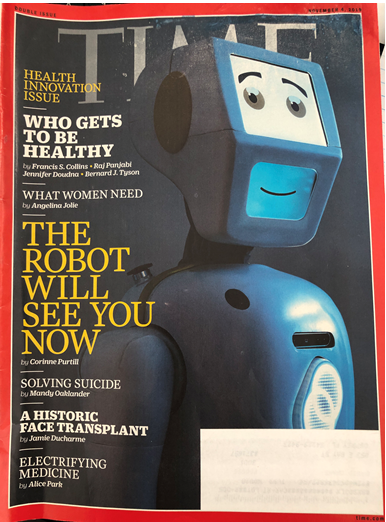 DOUBLE ISSUE
NOVEMBER 4, 2019
TIME
HEALTH
INNOVATION
ISSUE
WHO GETS
TO BE
HEALTHY
by Francis S. Collins • Raj Panjabi
Jennifer Doudna • Bernard J. Tyson
WHAT WOMEN NEED
by Angelina Jolie
THE
ROBOT
WILL
SEE YOU
NOW
by Corinne Purtill
SOLVING SUICIDE
by Mandy Oaklander
A HISTORIC
FACE TRANSPLANT
by Jamie Ducharme
ELECTRIFYING
MEDICINE
by Alice Park
time.com